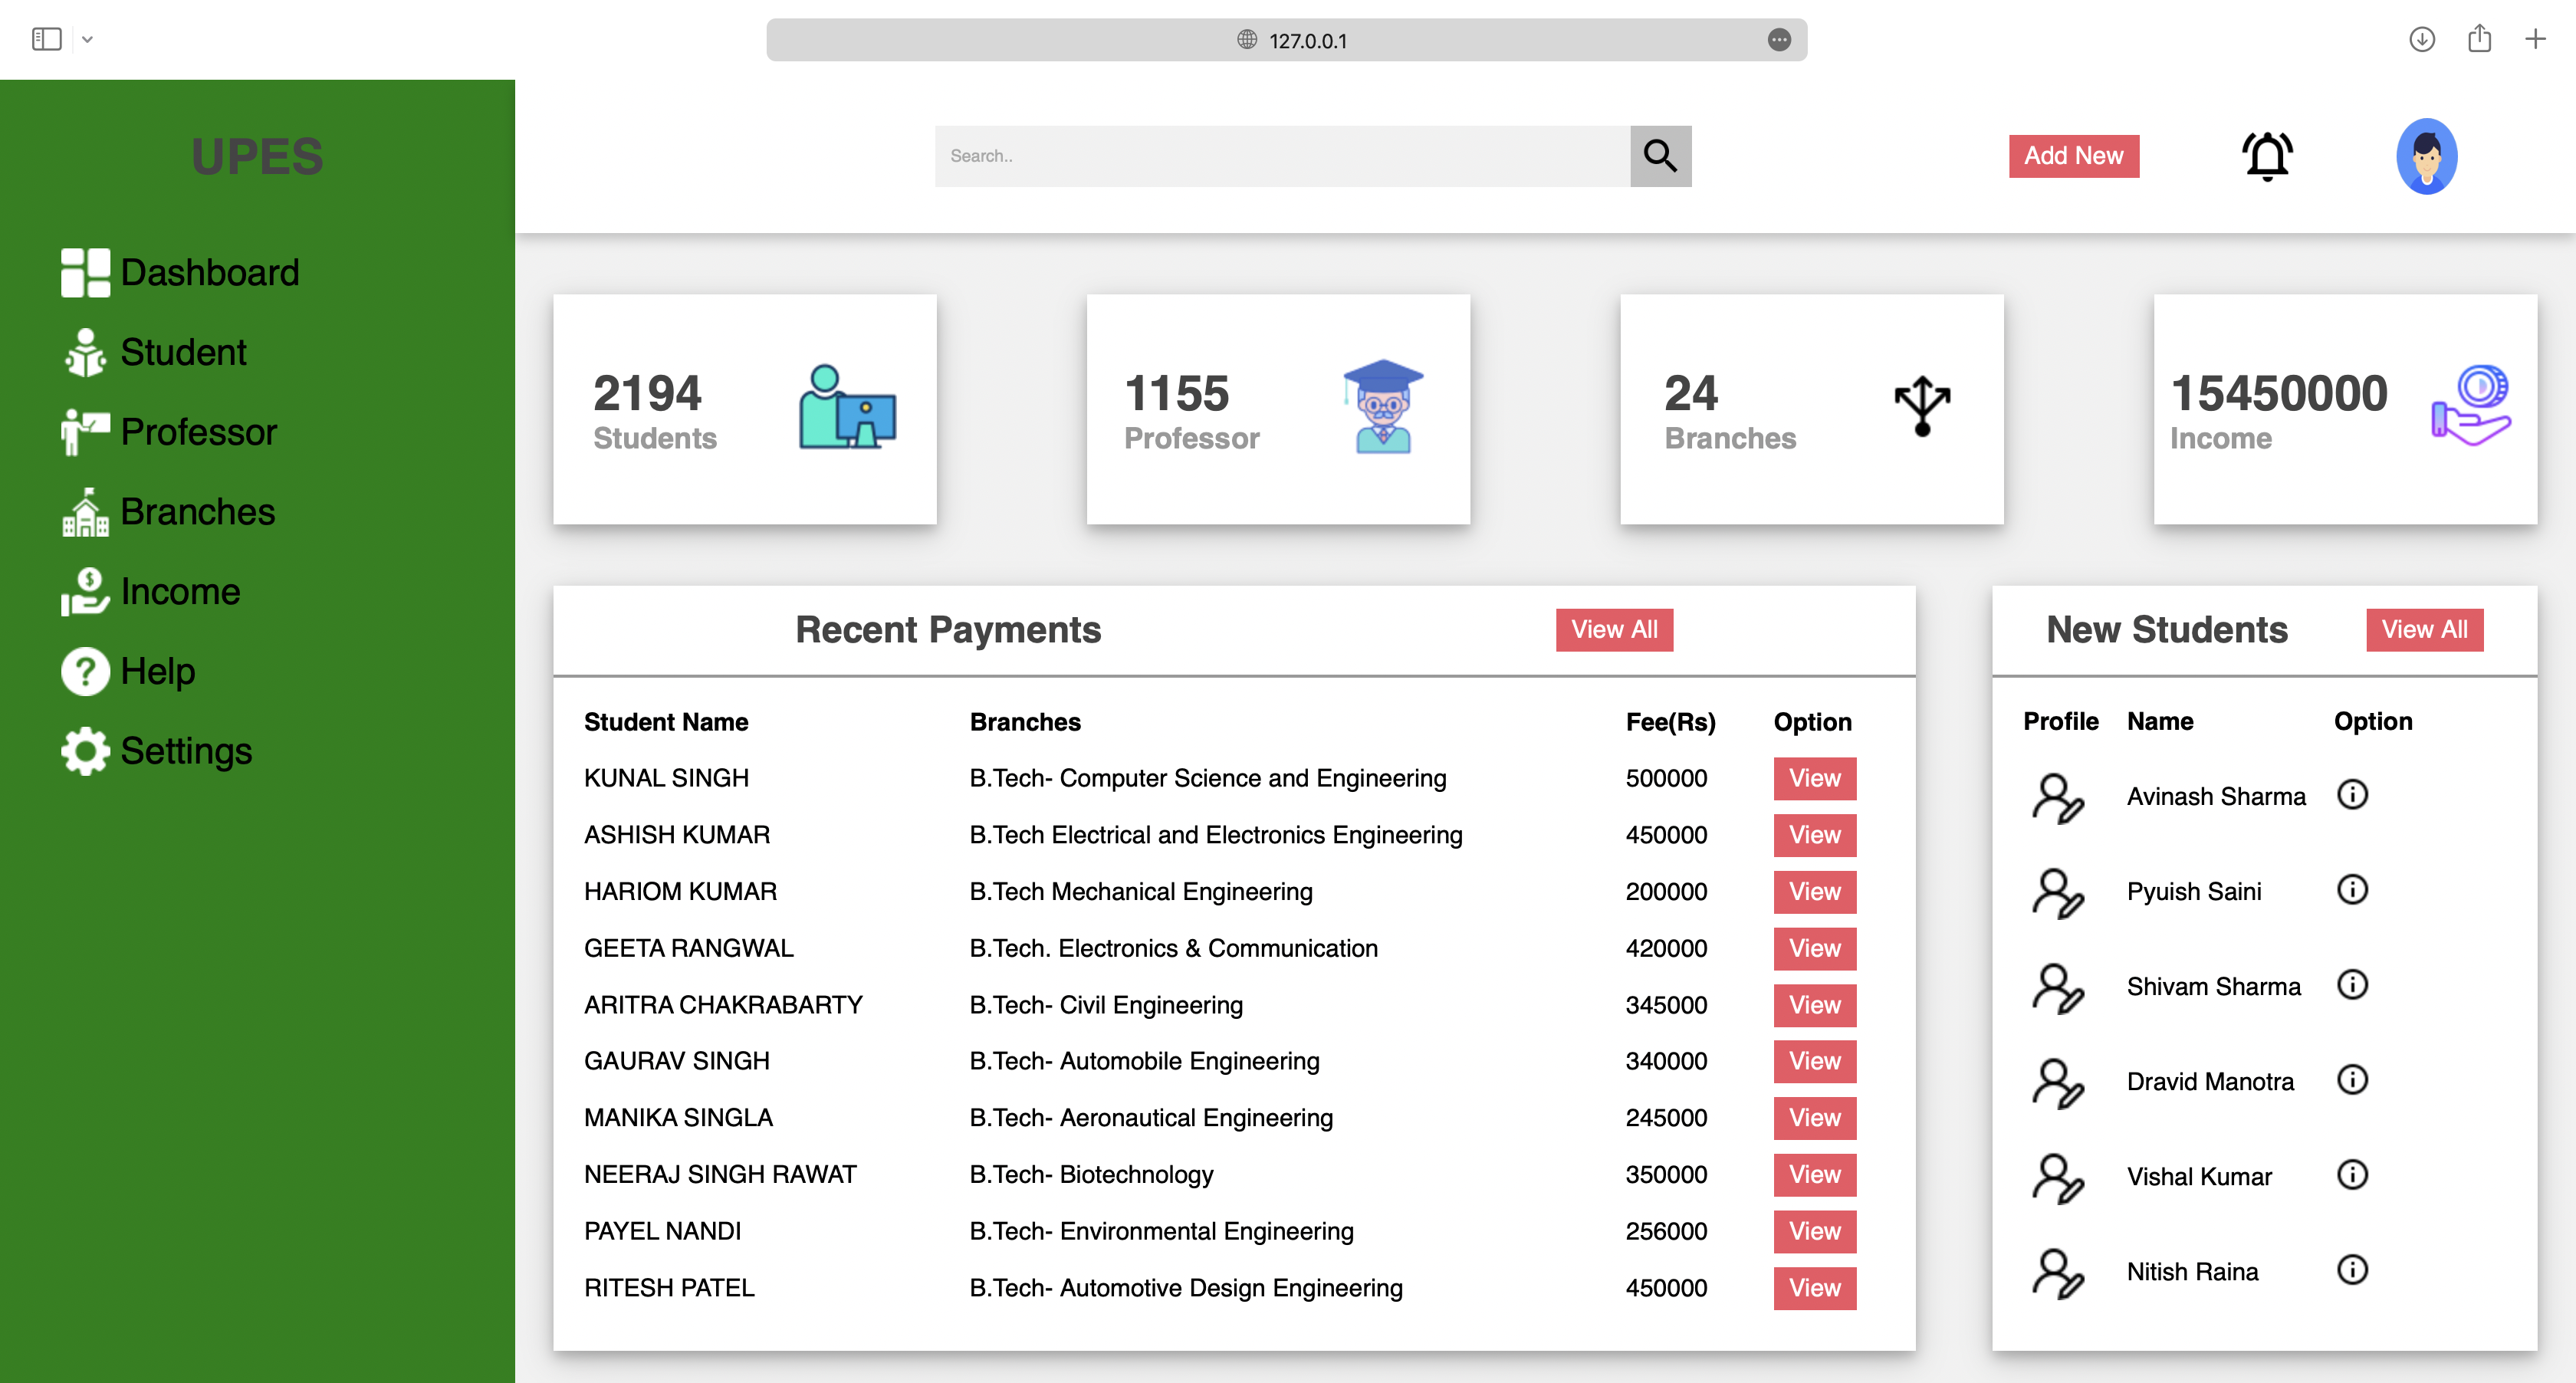 127.0.0.1
UPES
Dashboard
Student
Professor
Branches
Income
Help
Settings
Search..
Add New
2194
Students
1155
Professor
24
Branches
15450000
Income
Recent Payments View All
Student Name Branches Fee(Rs) Option
KUNAL SINGH B.Tech- Computer Science and Engineering 500000 View
ASHISH KUMAR B.Tech Electrical and Electronics Engineering 450000 View
HARIOM KUMAR B.Tech Mechanical Engineering 200000 View
GEETA RANGWAL B.Tech. Electronics & Communication 420000 View
ARITRA CHAKRABARTY B.Tech- Civil Engineering 345000 View
GAURAV SINGH B.Tech- Automobile Engineering 340000 View
MANIKA SINGLA B.Tech- Aeronautical Engineering 245000 View
NEERAJ SINGH RAWAT B.Tech- Biotechnology 350000 View
PAYEL NANDI B.Tech- Environmental Engineering 256000 View
RITESH PATEL B.Tech- Automotive Design Engineering 450000 View
New Students View All
Profile Name Option
Avinash Sharma
Pyuish Saini
Shivam Sharma
Dravid Manotra
Vishal Kumar
Nitish Raina